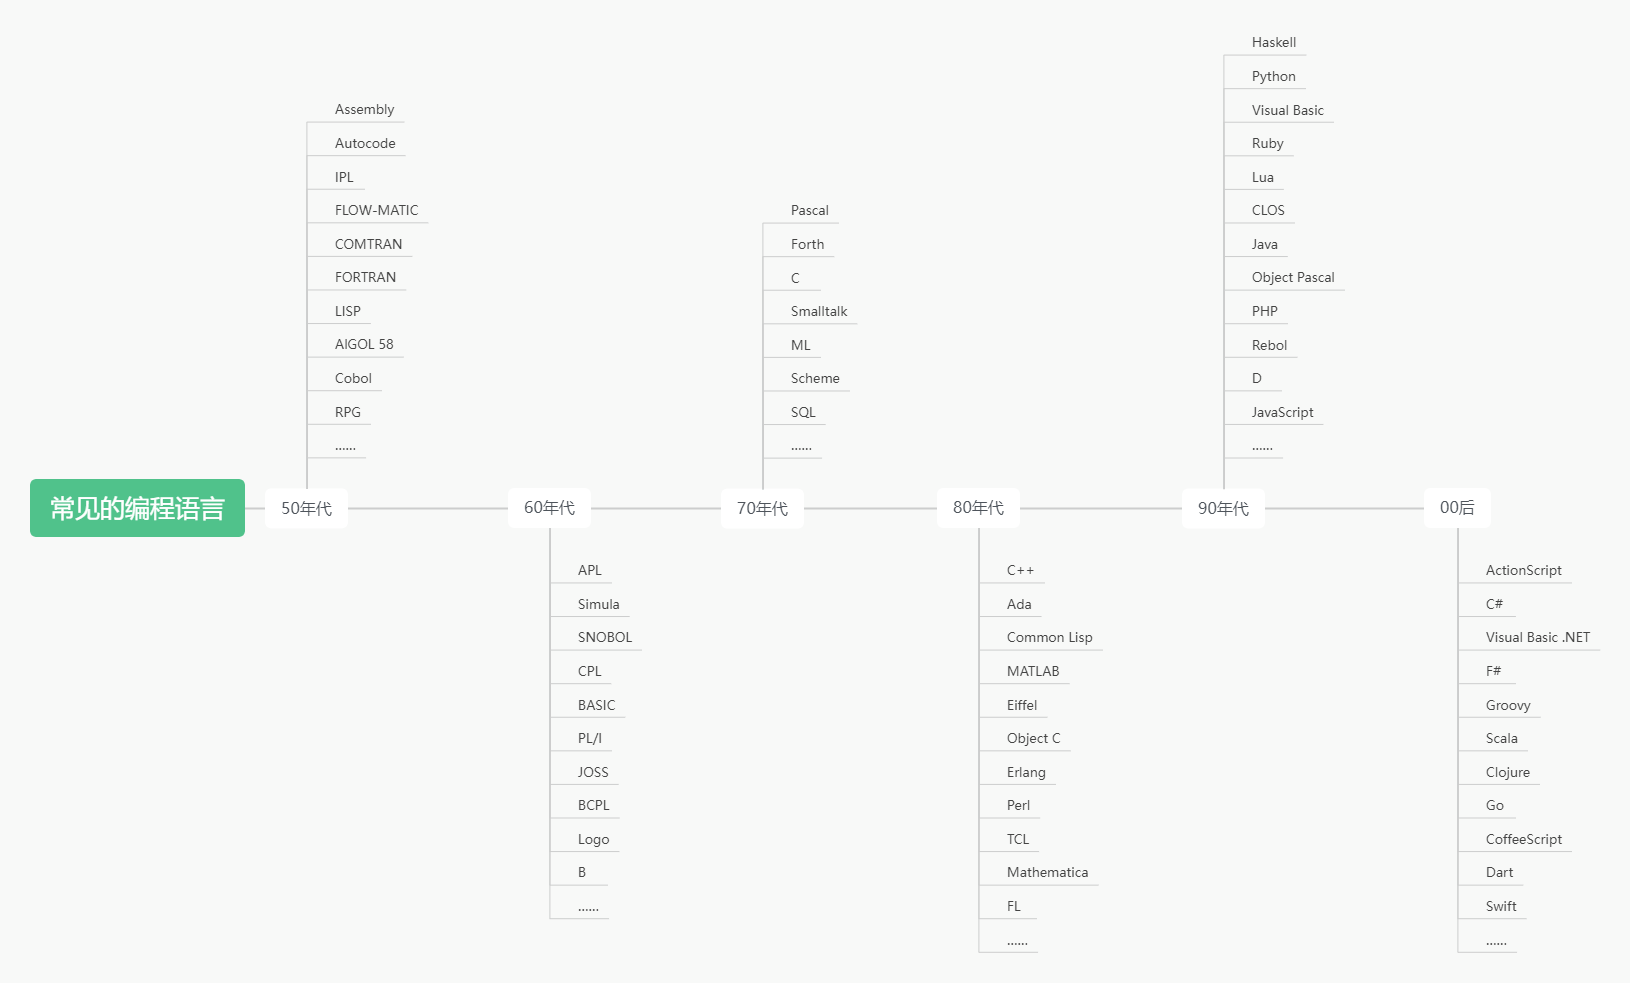 常见的编程语言
50年代
Assembly
Autocode
IPL
FLOW-MATIC
COMTRAN
FORTRAN
LISP
AlGOL 58
Cobol
RPG
......
60年代
APL
Simula
SNOBOL
CPL
BASIC
PL/I
JOSS
BCPL
Logo
B
......
70年代
Pascal
Forth
C
Smalltalk
ML
Scheme
SQL
......
80年代
C++
Ada
Common Lisp
MATLAB
Eiffel
Object C
Erlang
Perl
TCL
Mathematica
FL
......
90年代
Haskell
Python
Visual Basic
Ruby
Lua
CLOS
Java
Object Pascal
PHP
Rebol
D
JavaScript
......
00后
ActionScript
C#
Visual Basic .NET
F#
Groovy
Scala
Clojure
Go
CoffeeScript
Dart
Swift
......